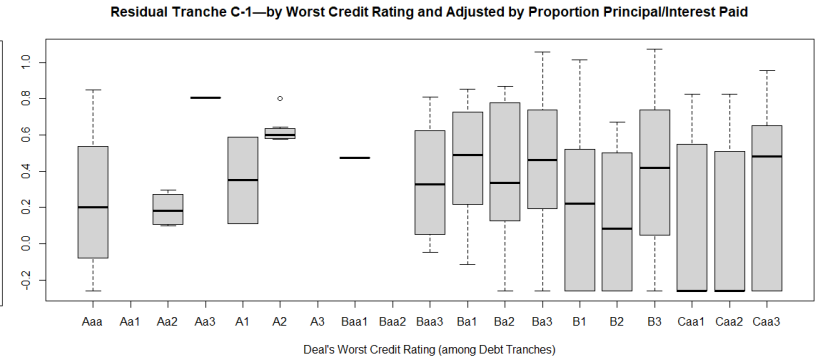 Residual Tranche C-1—by Worst Credit Rating and Adjusted by Proportion Principal/Interest Paid
1.0
0.8
0.6
0.4
0.2
0.0
-0.2
Aaa Aa1 Aa2 Aa3 A1 A2 A3 Baa1 Baa2 Baa3 Ba1 Ba2 Ba3 B1 B2 B3 Caa1 Caa2 Caa3
Deal's Worst Credit Rating (among Debt Tranches)